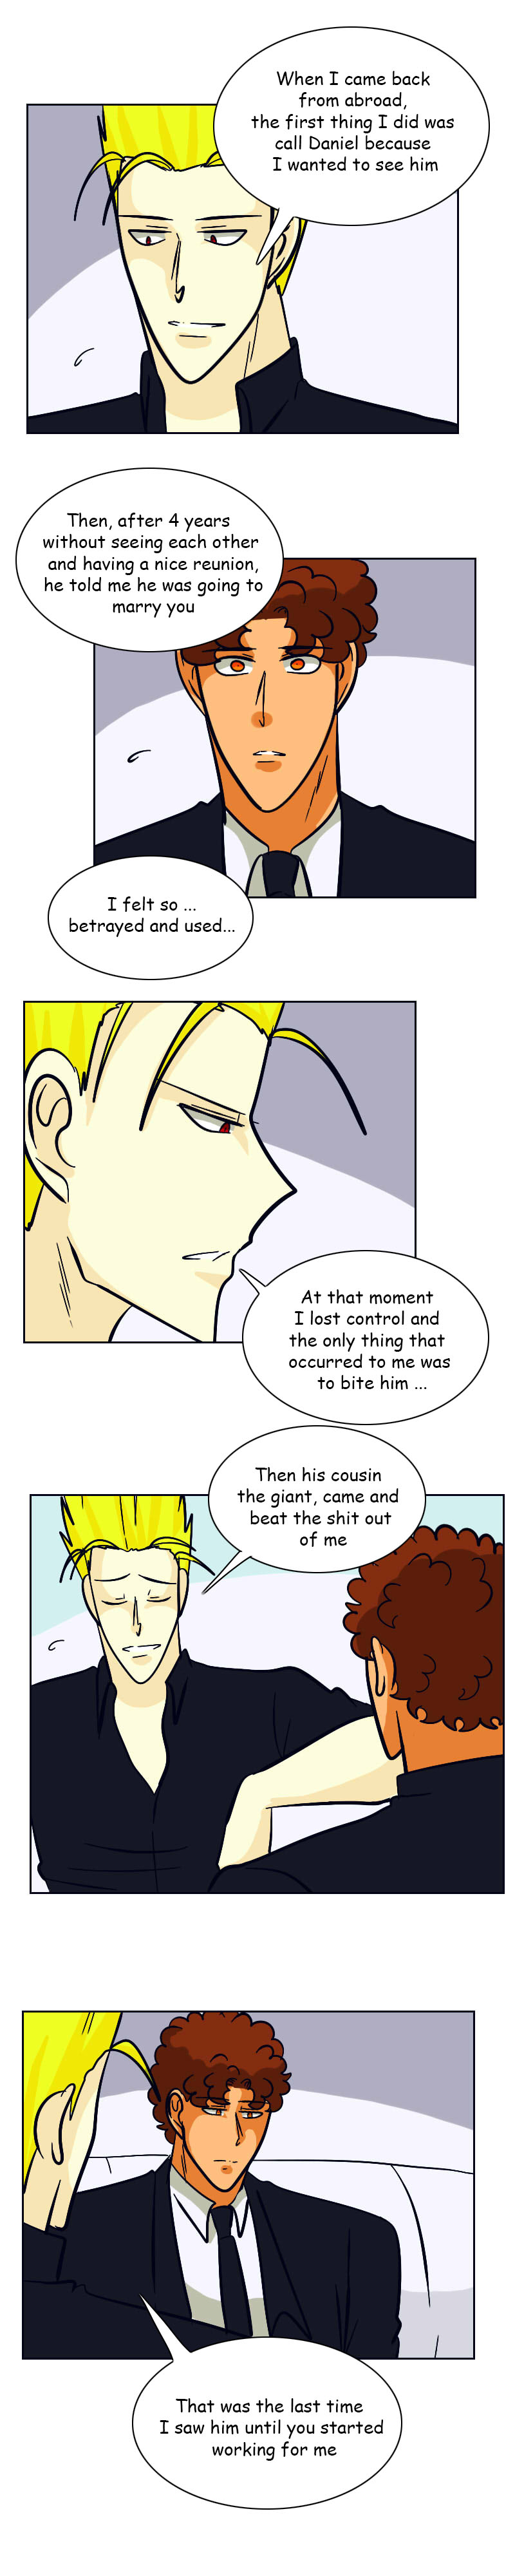 When I came back
from abroad,
the first thing I did was
call Daniel because
I wanted to see him
Then, after 4 years
without seeing each other
and having a nice reunion,
he told me he was going to
marry you
I felt so ...
betrayed and used...
At that moment
I lost control and
the only thing that
occurred to me was
to bite him ...
Then his cousin
the giant, came and
beat the shit out
of me
That was the last time
I saw him until you started
working for me